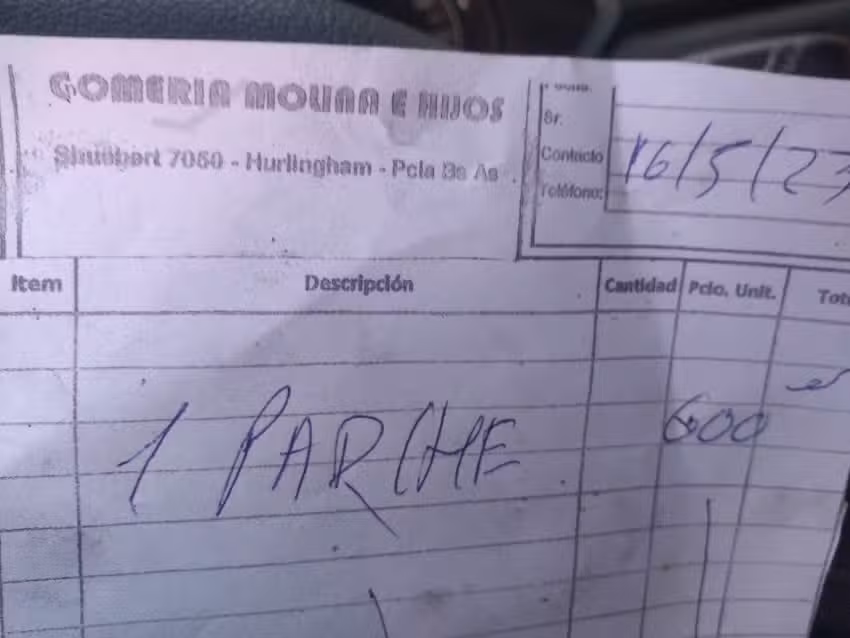 GOMERIA MOLINA E HIJOS
7050 - Hurlingham - Pcia Bs As
Sr.
Contacto
Teléfono:
16/5/23
Item Descripción Cantidad Pcio. Unit.
1 PARCHE 600